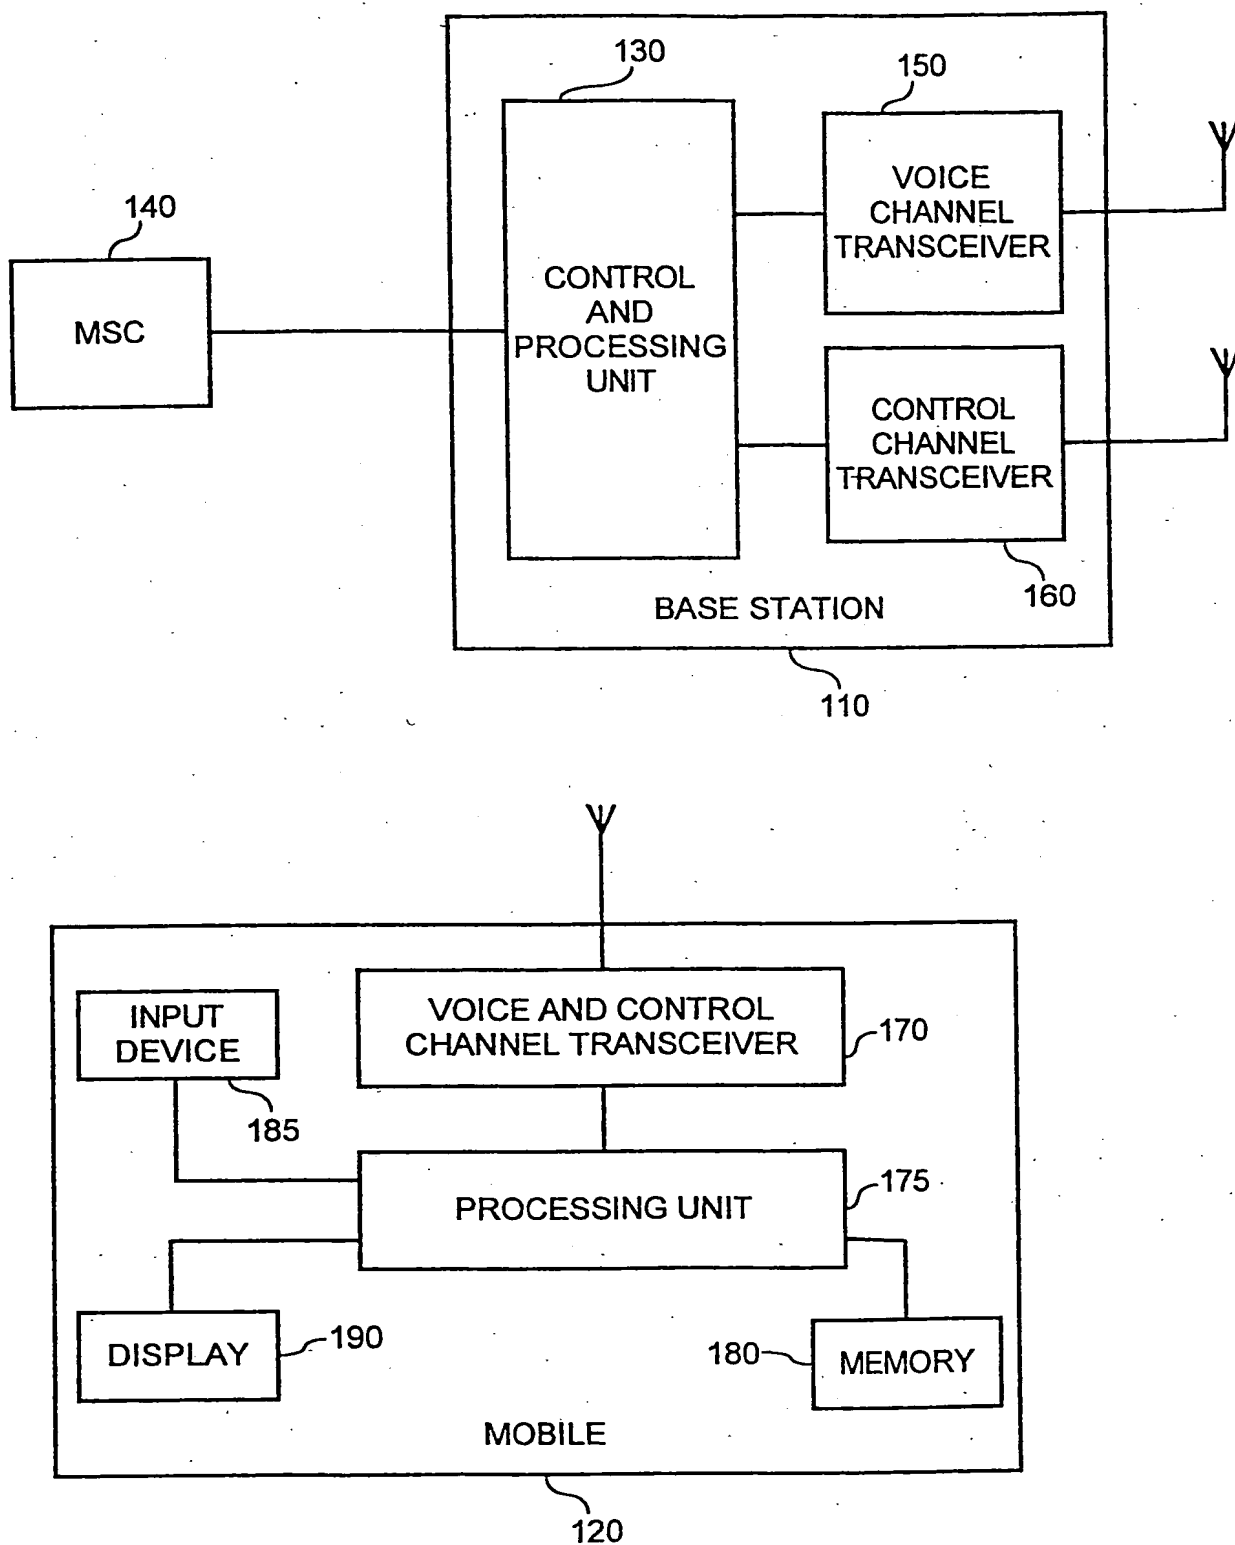 130
150
140
VOICE
CHANNEL
TRANSCEIVER
MSC
CONTROL
AND
PROCESSING
UNIT
CONTROL
CHANNEL
TRANSCEIVER
160
BASE STATION
110
INPUT
DEVICE
185
VOICE AND CONTROL
CHANNEL TRANSCEIVER
170
PROCESSING UNIT
175
DISPLAY
190
180
MEMORY
MOBILE
120